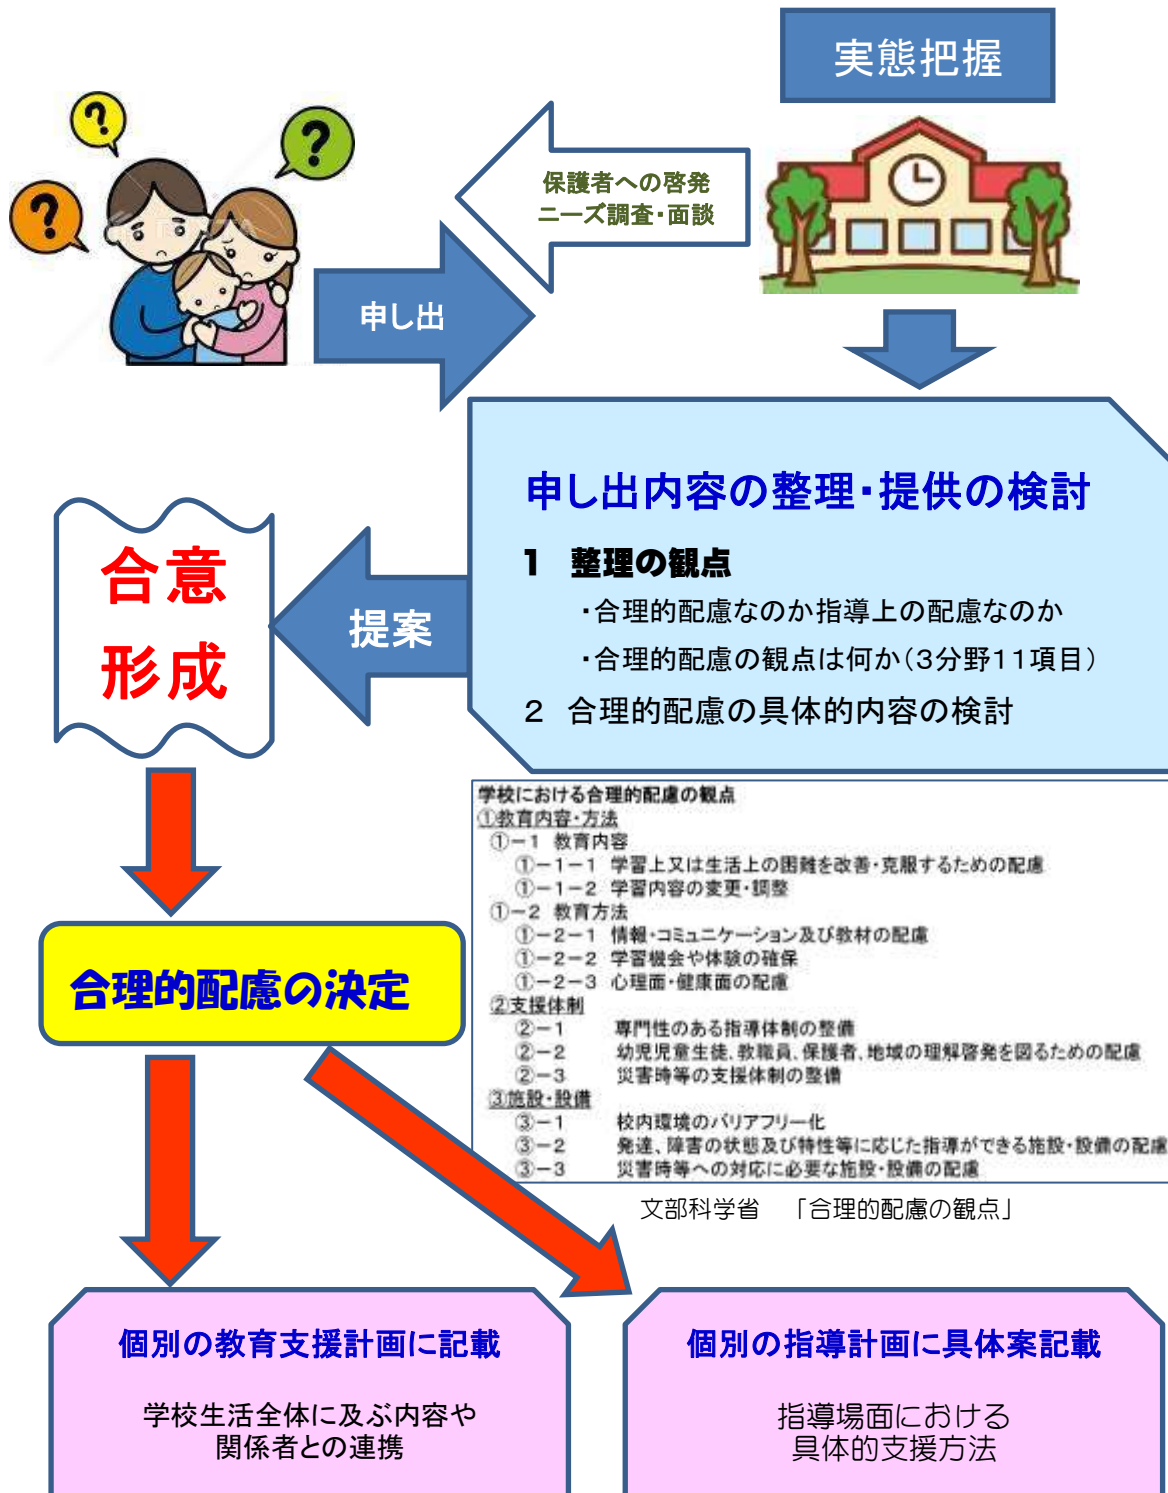 実態把握
?
?
?
保護者への啓発
ニーズ調査・面談
申し出
申し出内容の整理・提供の検討
1 整理の観点
・合理的配慮なのか指導上の配慮なのか
・合理的配慮の観点は何か(3分野11項目)
2 合理的配慮の具体的内容の検討
提案
合意
形成
学校における合理的配慮の観点
①教育内容・方法
①-1 教育内容
①-1-1 学習上又は生活上の困難を改善・克服するための配慮
①-1-2 学習内容の変更・調整
①-2 教育方法
①-2-1 情報・コミュニケーション及び教材の配慮
①-2-2 学習機会や体験の確保
①-2-3 心理面・健康面の配慮
②支援体制
②-1 専門性のある指導体制の整備
②-2 幼児児童生徒、教職員、保護者、地域の理解啓発を図るための配慮
②-3 災害時等の支援体制の整備
③施設・設備
③-1 校内環境のバリアフリー化
③-2 発達、障害の状態及び特性等に応じた指導ができる施設・設備の配慮
③-3 災害時等への対応に必要な施設・設備の配慮
文部科学省 「合理的配慮の観点」
合理的配慮の決定
個別の教育支援計画に記載
学校生活全体に及ぶ内容や
関係者との連携
個別の指導計画に具体案記載
指導場面における
具体的支援方法